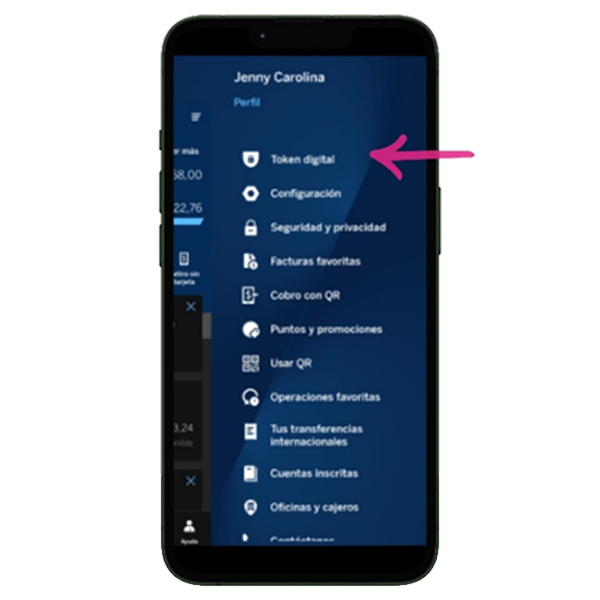 Jenny Carolina
Perfil
er más
58,00
22,76
Token digital
Configuración
Seguridad y privacidad
Facturas favoritas
etiro sin
tarjeta
Cobro con QR
Puntos y promociones
Usar QR
Operaciones favoritas
Tus transferencias
internacionales
3,24
onible
Cuentas inscritas
Oficinas y cajeros
Contáctanos
Ayuda